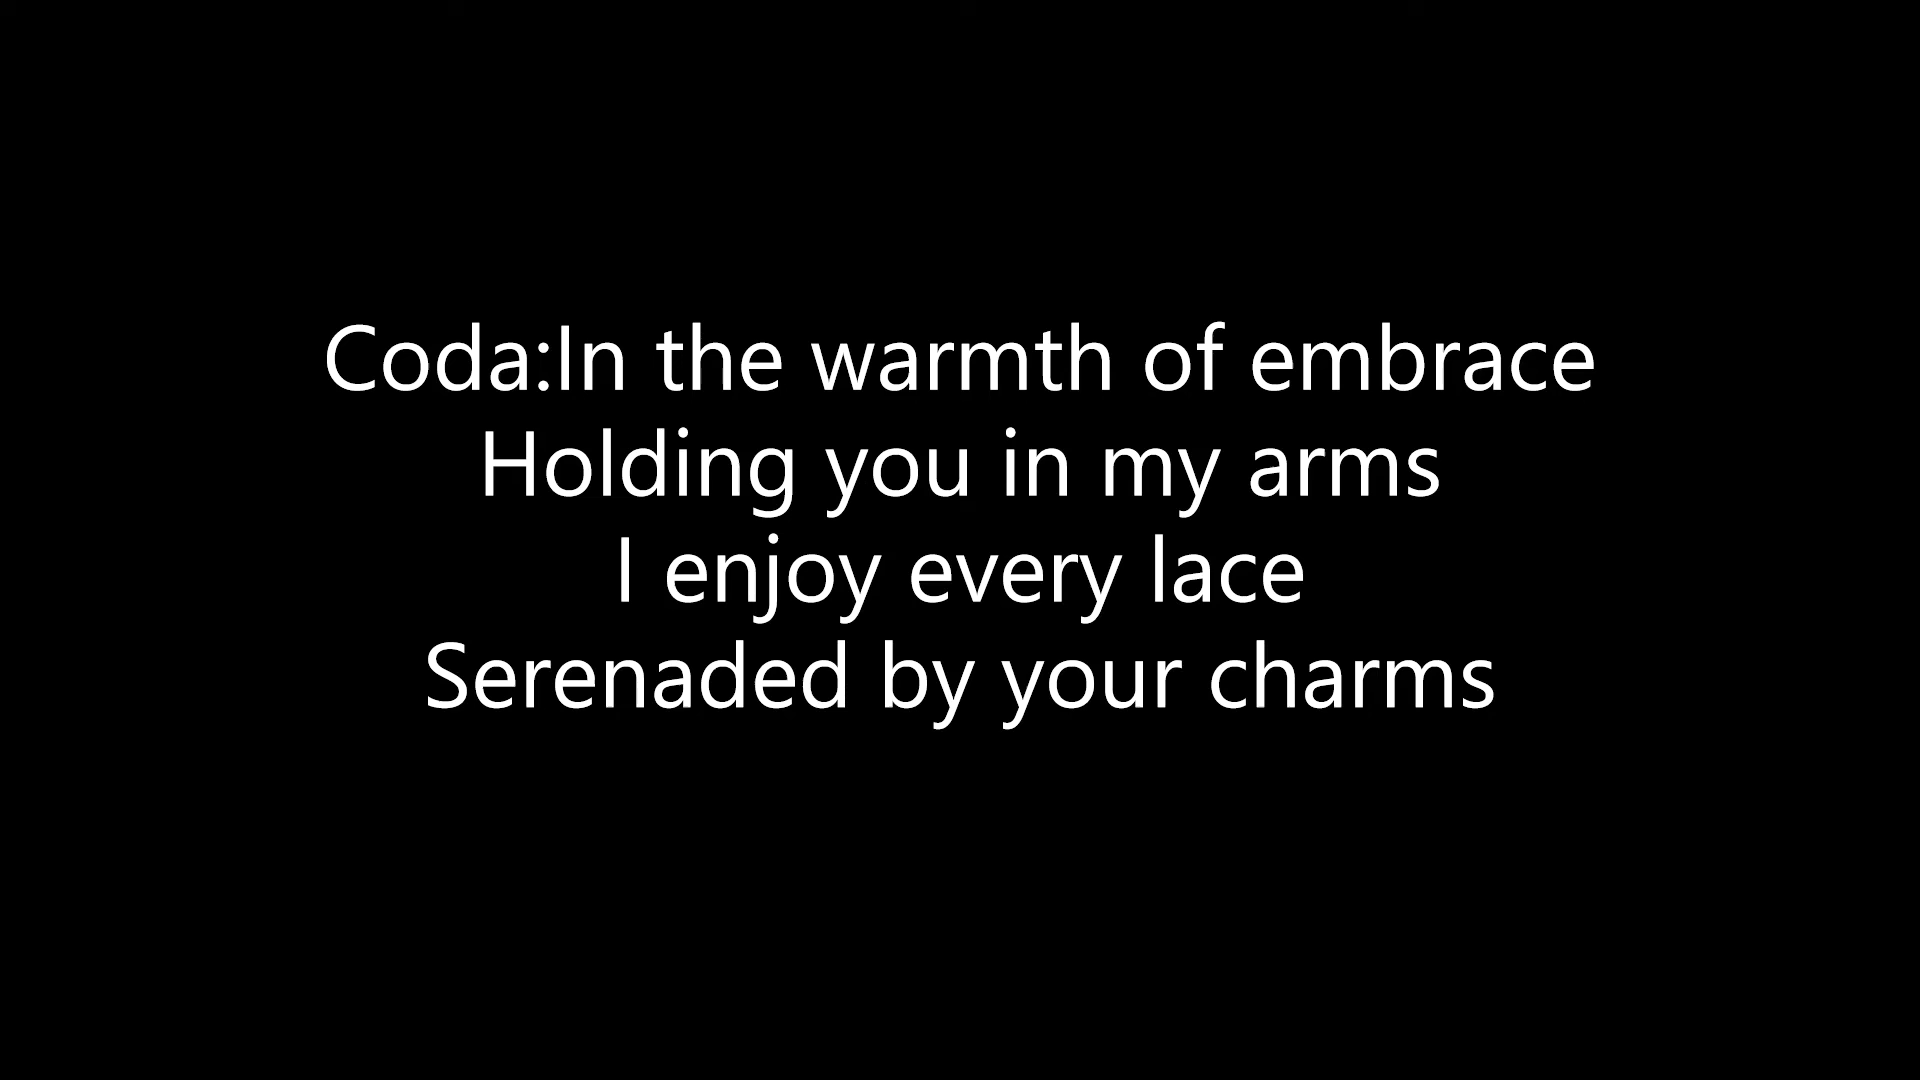 Coda:In the warmth of embrace
Holding you in my arms
I enjoy every lace
Serenaded by your charms